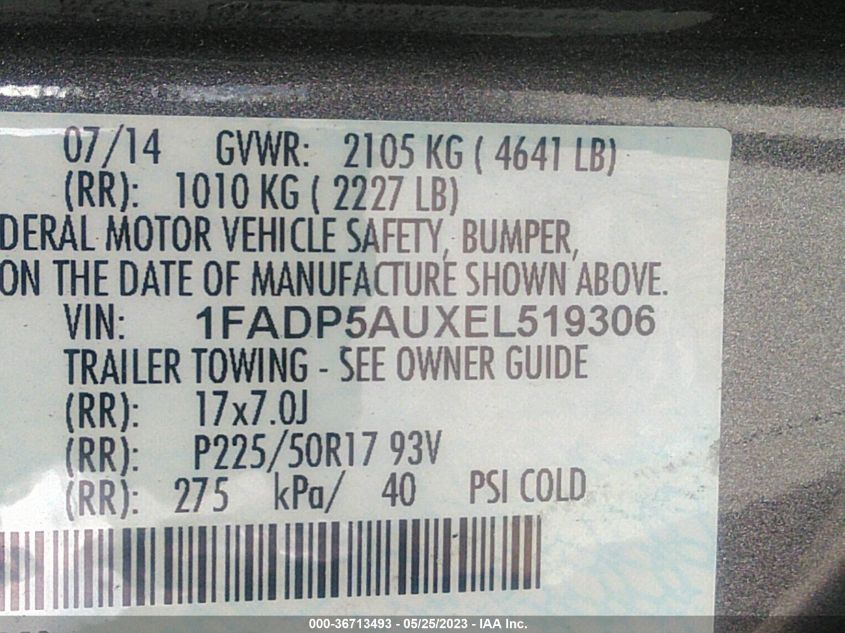 07/14 GVWR: 2105 KG ( 4641 LB)
(RR): 1010 KG ( 2227 LB)
DERAL MOTOR VEHICLE SAFETY, BUMPER,
ON THE DATE OF MANUFACTURE SHOWN ABOVE.
VIN: 1FADP5AUXEL519306
TRAILER TOWING - SEE OWNER GUIDE
(RR): 17x7.0J
(RR): P225/50R17 93V
(RR): 275 kPa/ 40 PSI COLD
000-36713493 - 05/25/2023 - IAA Inc.